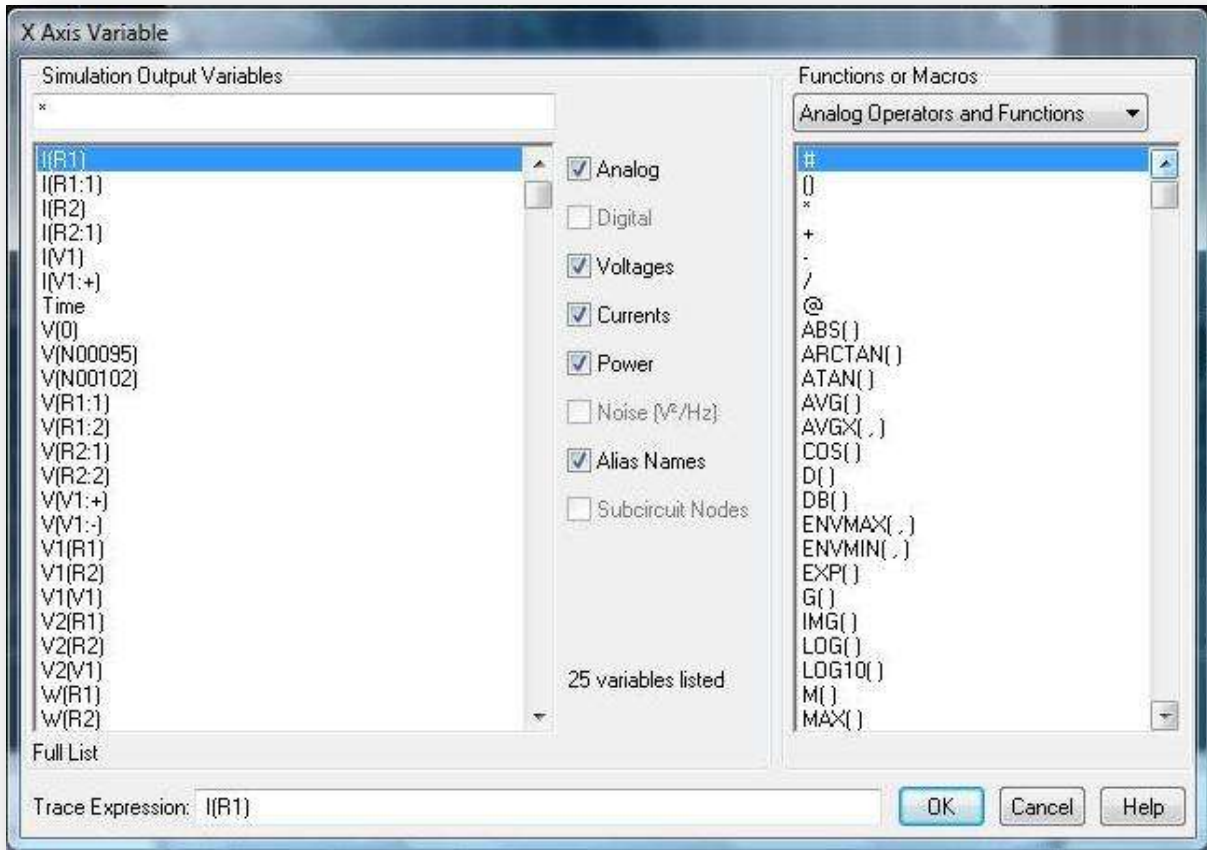 X Axis Variable
Simulation Output Variables
*
I(R1)
I(R1:1)
I(R2)
I(R2:1)
I(V1)
I(V1:+)
Time
V(0)
V(N00095)
V(N00102)
V(R1:1)
V(R1:2)
V(R2:1)
V(R2:2)
V(V1:+)
V(V1:-)
V1(R1)
V1(R2)
V1(V1)
V2(R1)
V2(R2)
V2(V1)
W(R1)
W(R2)
Full List
Analog
Digital
Voltages
Currents
Power
Noise (V²/Hz)
Alias Names
Subcircuit Nodes
25 variables listed
Functions or Macros
Analog Operators and Functions
#
()
*
+
-
/
@
ABS( )
ARCTAN( )
ATAN( )
AVG( )
AVGX( , )
COS( )
D( )
DB( )
ENVMAX( , )
ENVMIN( , )
EXP( )
G( )
IMG( )
LOG( )
LOG10( )
M( )
MAX( )
Trace Expression: I(R1)
OK Cancel Help